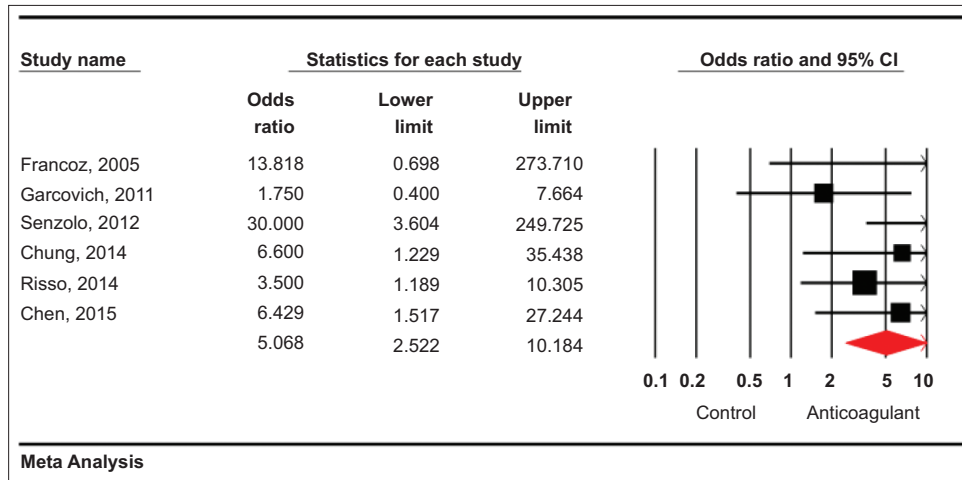 Study name Statistics for each study Odds ratio and 95% CI
Odds Lower Upper
ratio limit limit
Francoz, 2005 13.818 0.698 273.710
Garcovich, 2011 1.750 0.400 7.664
Senzolo, 2012 30.000 3.604 249.725
Chung, 2014 6.600 1.229 35.438
Risso, 2014 3.500 1.189 10.305
Chen, 2015 6.429 1.517 27.244
5.068 2.522 10.184
0.1 0.2 0.5 1 2 5 10
Control Anticoagulant
Meta Analysis